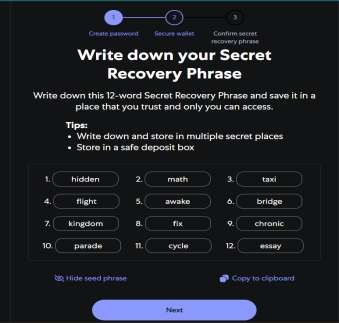 1 2 3
Create password Secure wallet Confirm secret
recovery phrase
Write down your Secret
Recovery Phrase
Write down this 12-word Secret Recovery Phrase and save it in a
place that you trust and only you can access.
Tips:
• Write down and store in multiple secret places
• Store in a safe deposit box
1. hidden 2. math 3. taxi
4. flight 5. awake 6. bridge
7. kingdom 8. fix 9. chronic
10. parade 11. cycle 12. essay
Hide seed phrase Copy to clipboard
Next